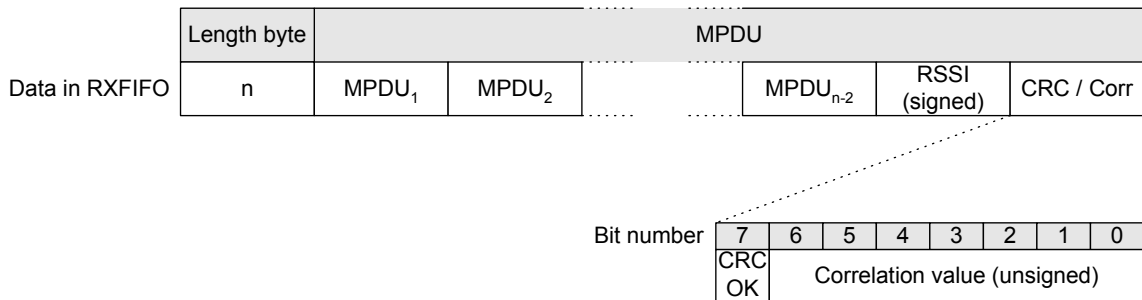 Length byte MPDU
Data in RXFIFO n MPDU1 MPDU2 MPDUn-2 RSSI (signed) CRC / Corr
Bit number 7 6 5 4 3 2 1 0
CRC OK Correlation value (unsigned)